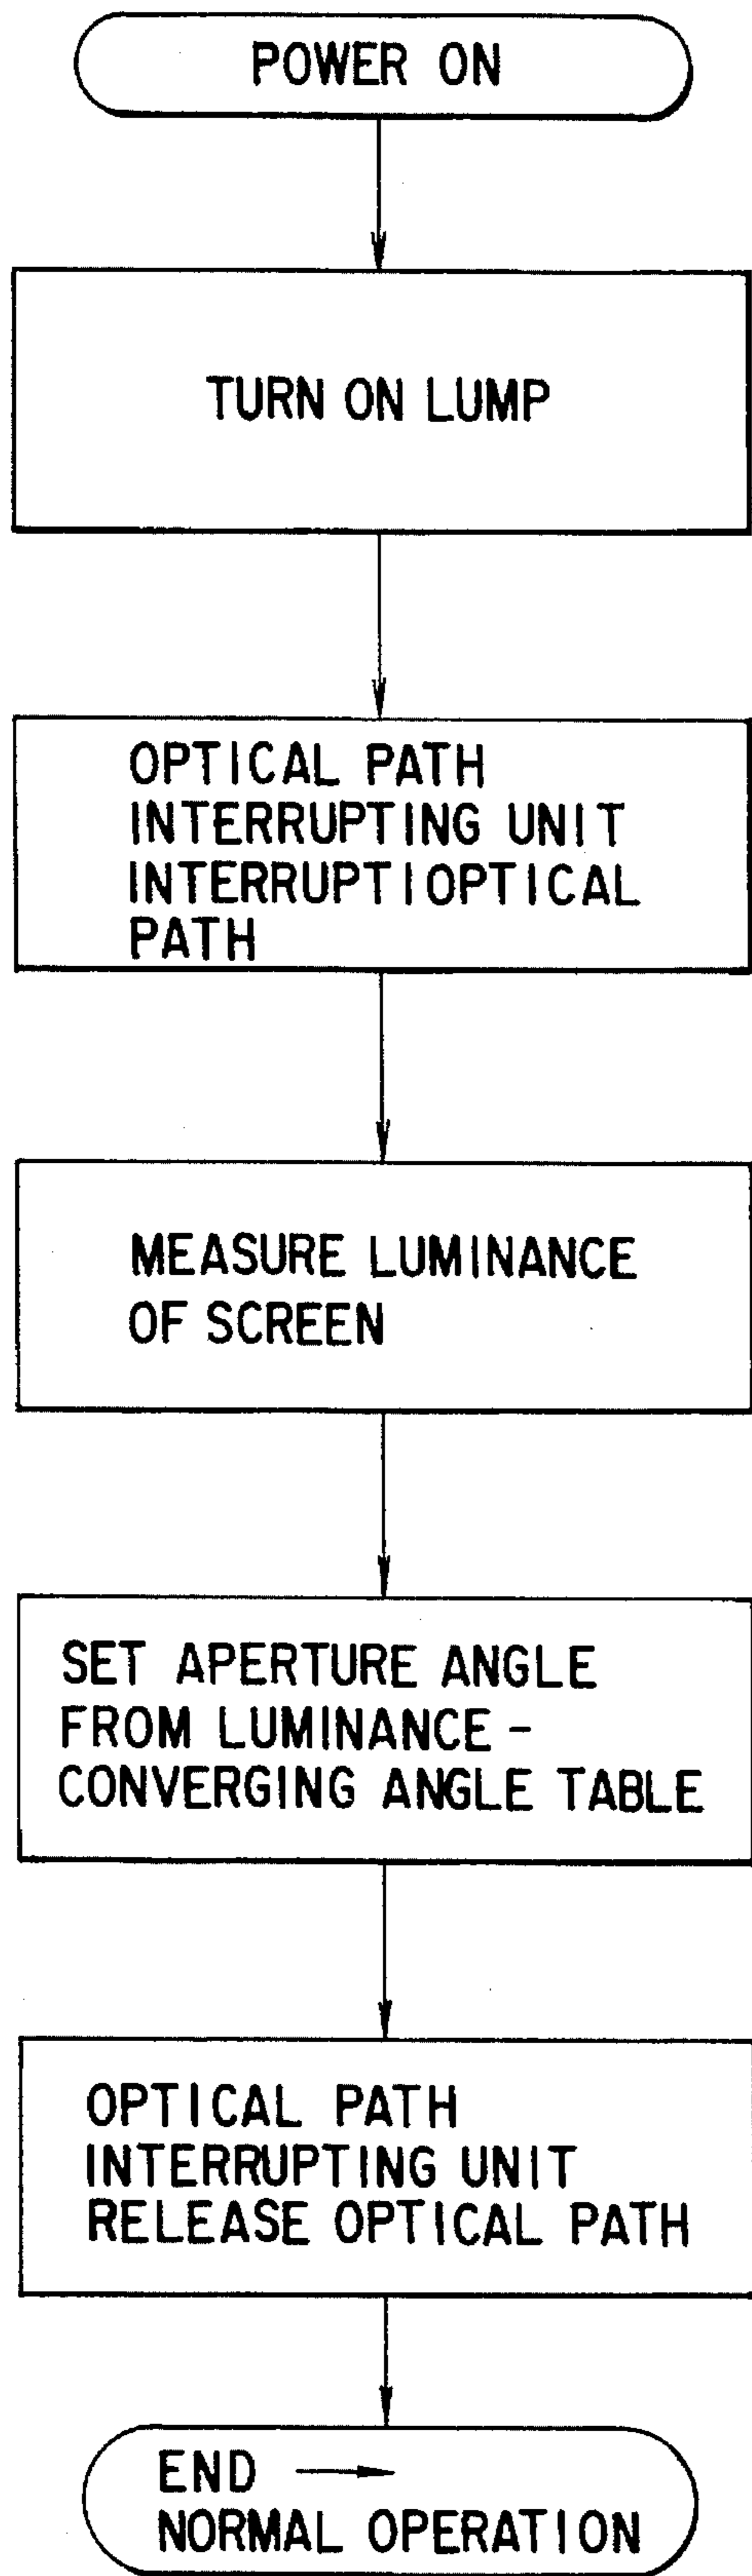 POWER ON
TURN ON LUMP
OPTICAL PATH
INTERRUPTING UNIT
INTERRUPTIOPTICAL
PATH
MEASURE LUMINANCE
OF SCREEN
SET APERTURE ANGLE
FROM LUMINANCE -
CONVERGING ANGLE TABLE
OPTICAL PATH
INTERRUPTING UNIT
RELEASE OPTICAL PATH
END →
NORMAL OPERATION